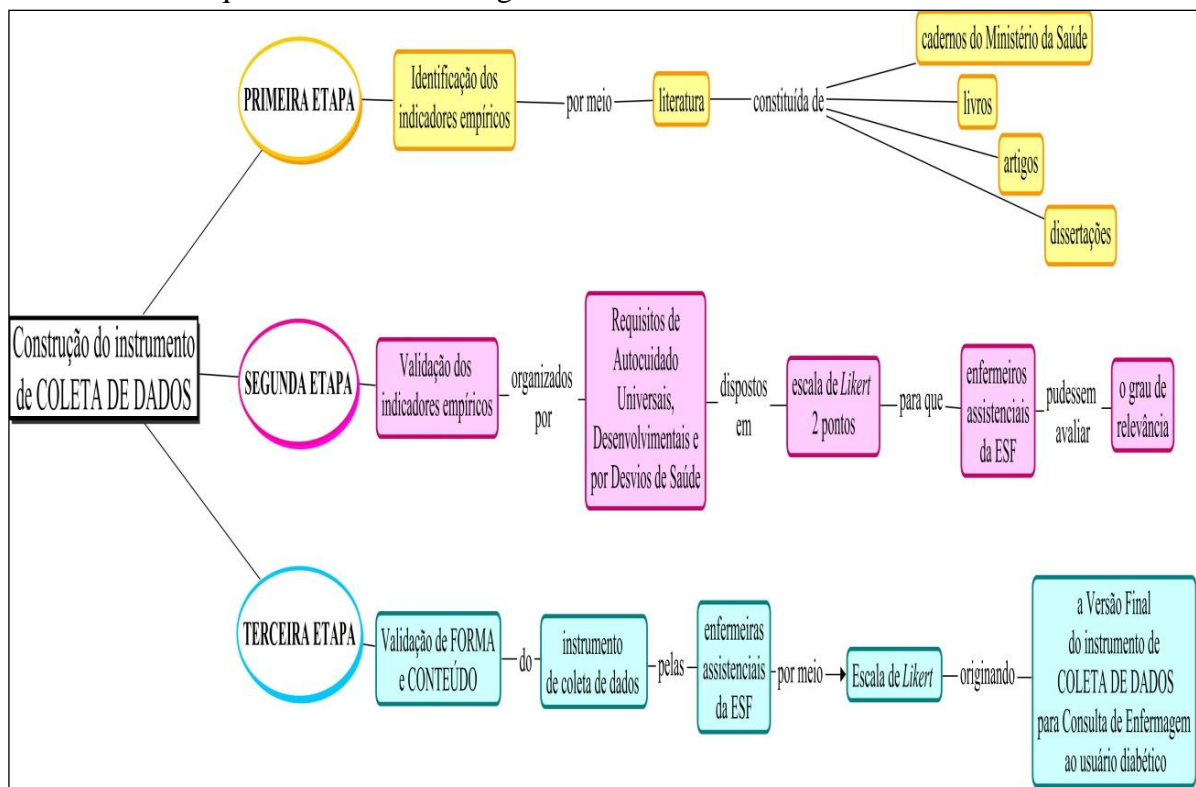 PRIMEIRA ETAPA
Identificação dos
indicadores empíricos
por meio
literatura
constituída de
cadernos do Ministério da Saúde
livros
artigos
dissertações
Construção do instrumento
de COLETA DE DADOS
SEGUNDA ETAPA
Validação dos
indicadores empíricos
organizados
por
Requisitos de
Autocuidado
Universais,
Desenvolvimentais e
por Desvios de Saúde
dispostos
em
escala de Likert
2 pontos
para que
enfermeiros
assistenciais
da ESF
pudessem
avaliar
o grau de
relevância
TERCEIRA ETAPA
Validação de FORMA
e CONTEÚDO
do
instrumento
de coleta de dados
pelas
enfermeiras
assistenciais
da ESF
por meio
Escala de Likert
originando
a Versão Final
do instrumento de
COLETA DE DADOS
para Consulta de Enfermagem
ao usuário diabético